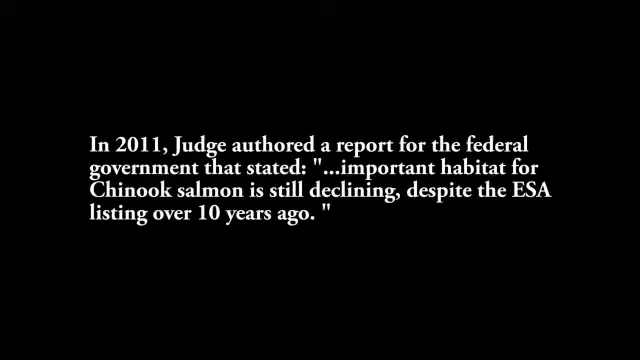 In 2011, Judge authored a report for the federal
government that stated: "...important habitat for
Chinook salmon is still declining, despite the ESA
listing over 10 years ago. "